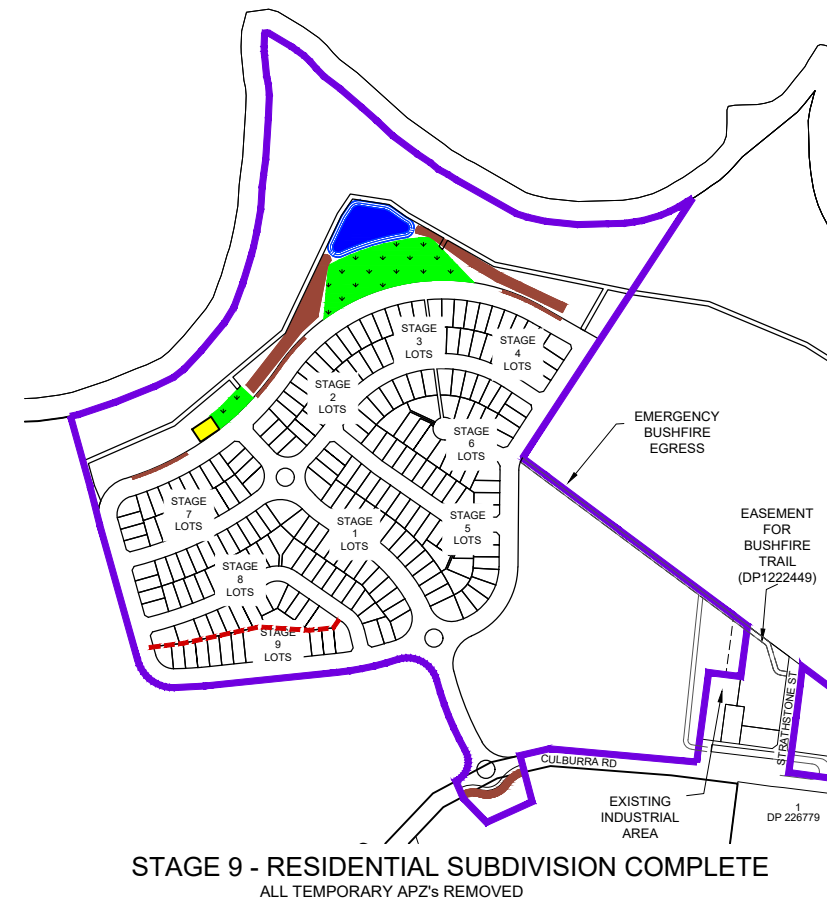 STAGE
3
LOTS
STAGE
4
LOTS
STAGE
2
LOTS
STAGE
6
LOTS
EMERGENCY
BUSHFIRE
EGRESS
STAGE
7
LOTS
STAGE
1
LOTS
STAGE
5
LOTS
EASEMENT
FOR
BUSHFIRE
TRAIL
(DP1222449)
STAGE
8
LOTS
STAGE
9
LOTS
STRATHSTONE ST
CULBURRA RD
EXISTING
INDUSTRIAL
AREA
1
DP 226779
STAGE 9 - RESIDENTIAL SUBDIVISION COMPLETE
ALL TEMPORARY APZ's REMOVED